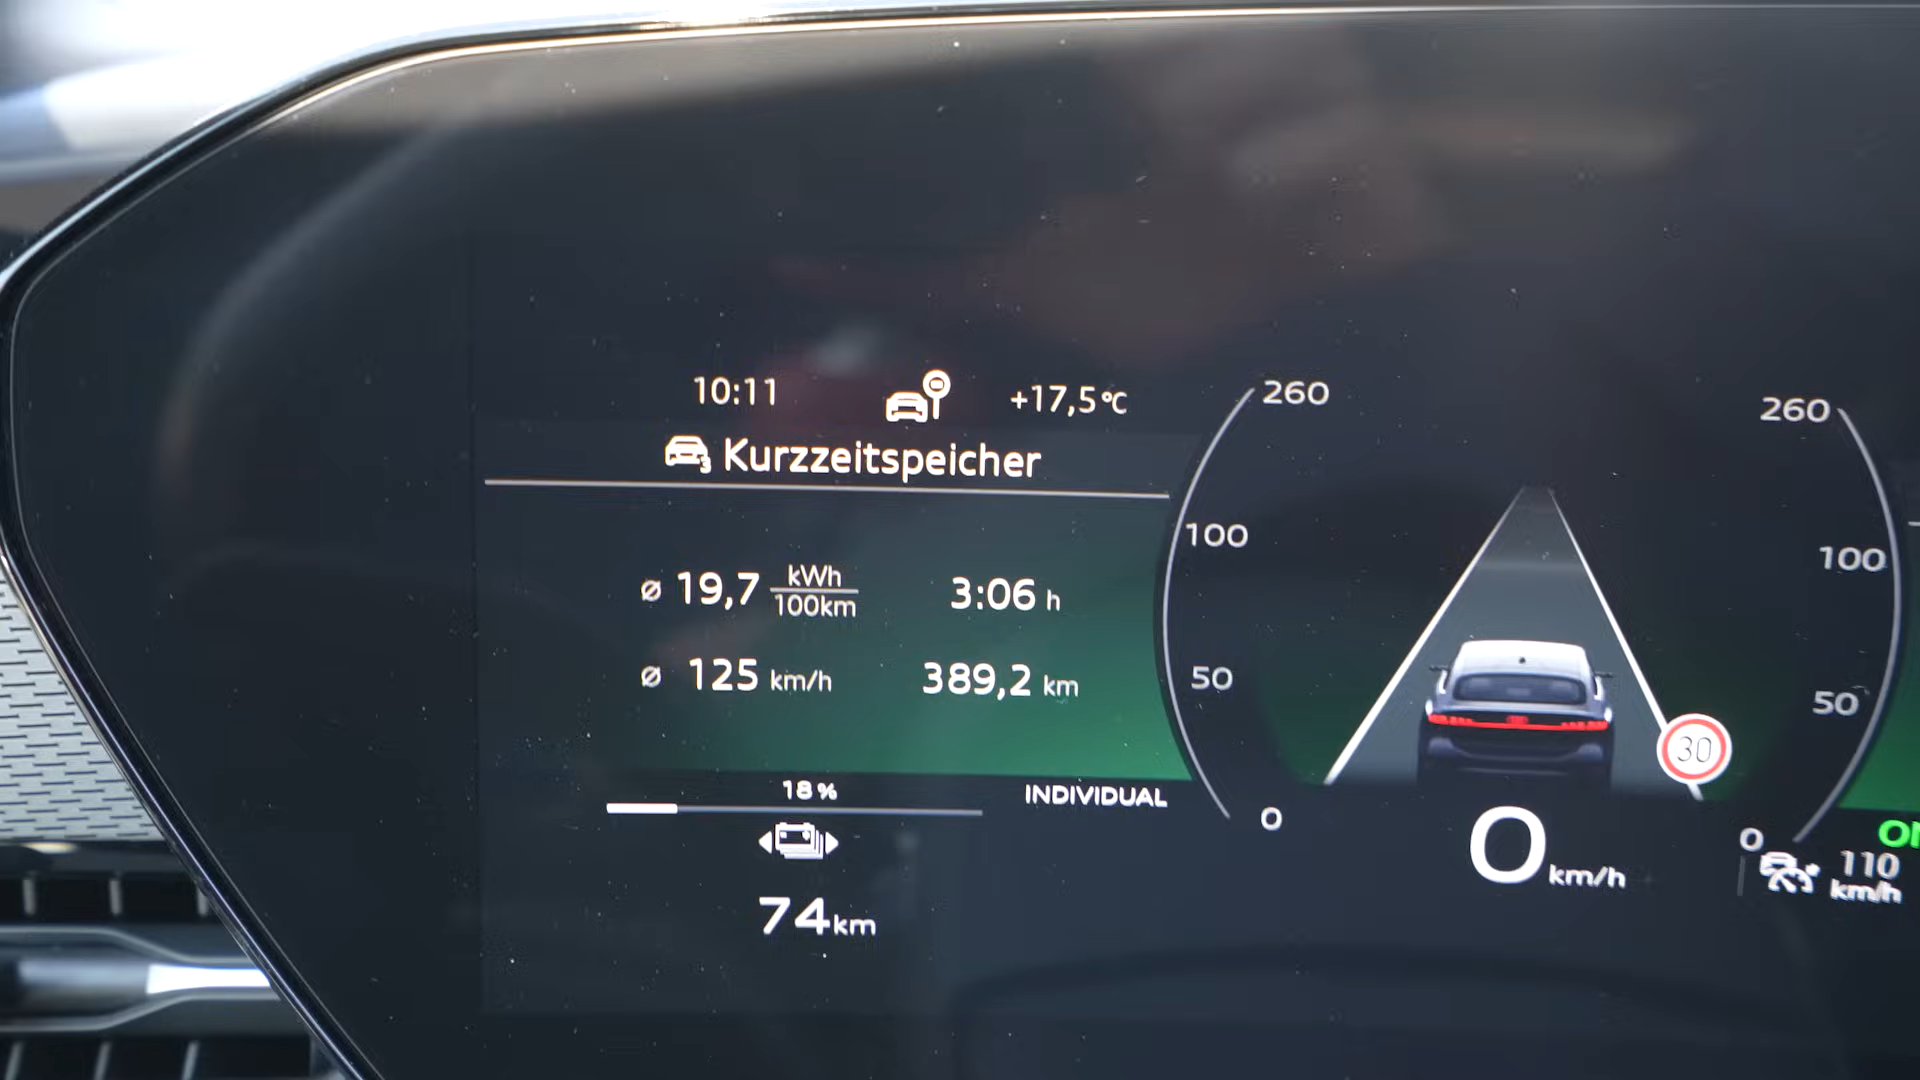 10:11
+17,5°C
Kurzzeitspeicher
ø 19,7 kWh/100km
3:06 h
ø 125 km/h
389,2 km
18%
INDIVIDUAL
74 km
260
100
50
0
30
0 km/h
260
100
50
0
110 km/h